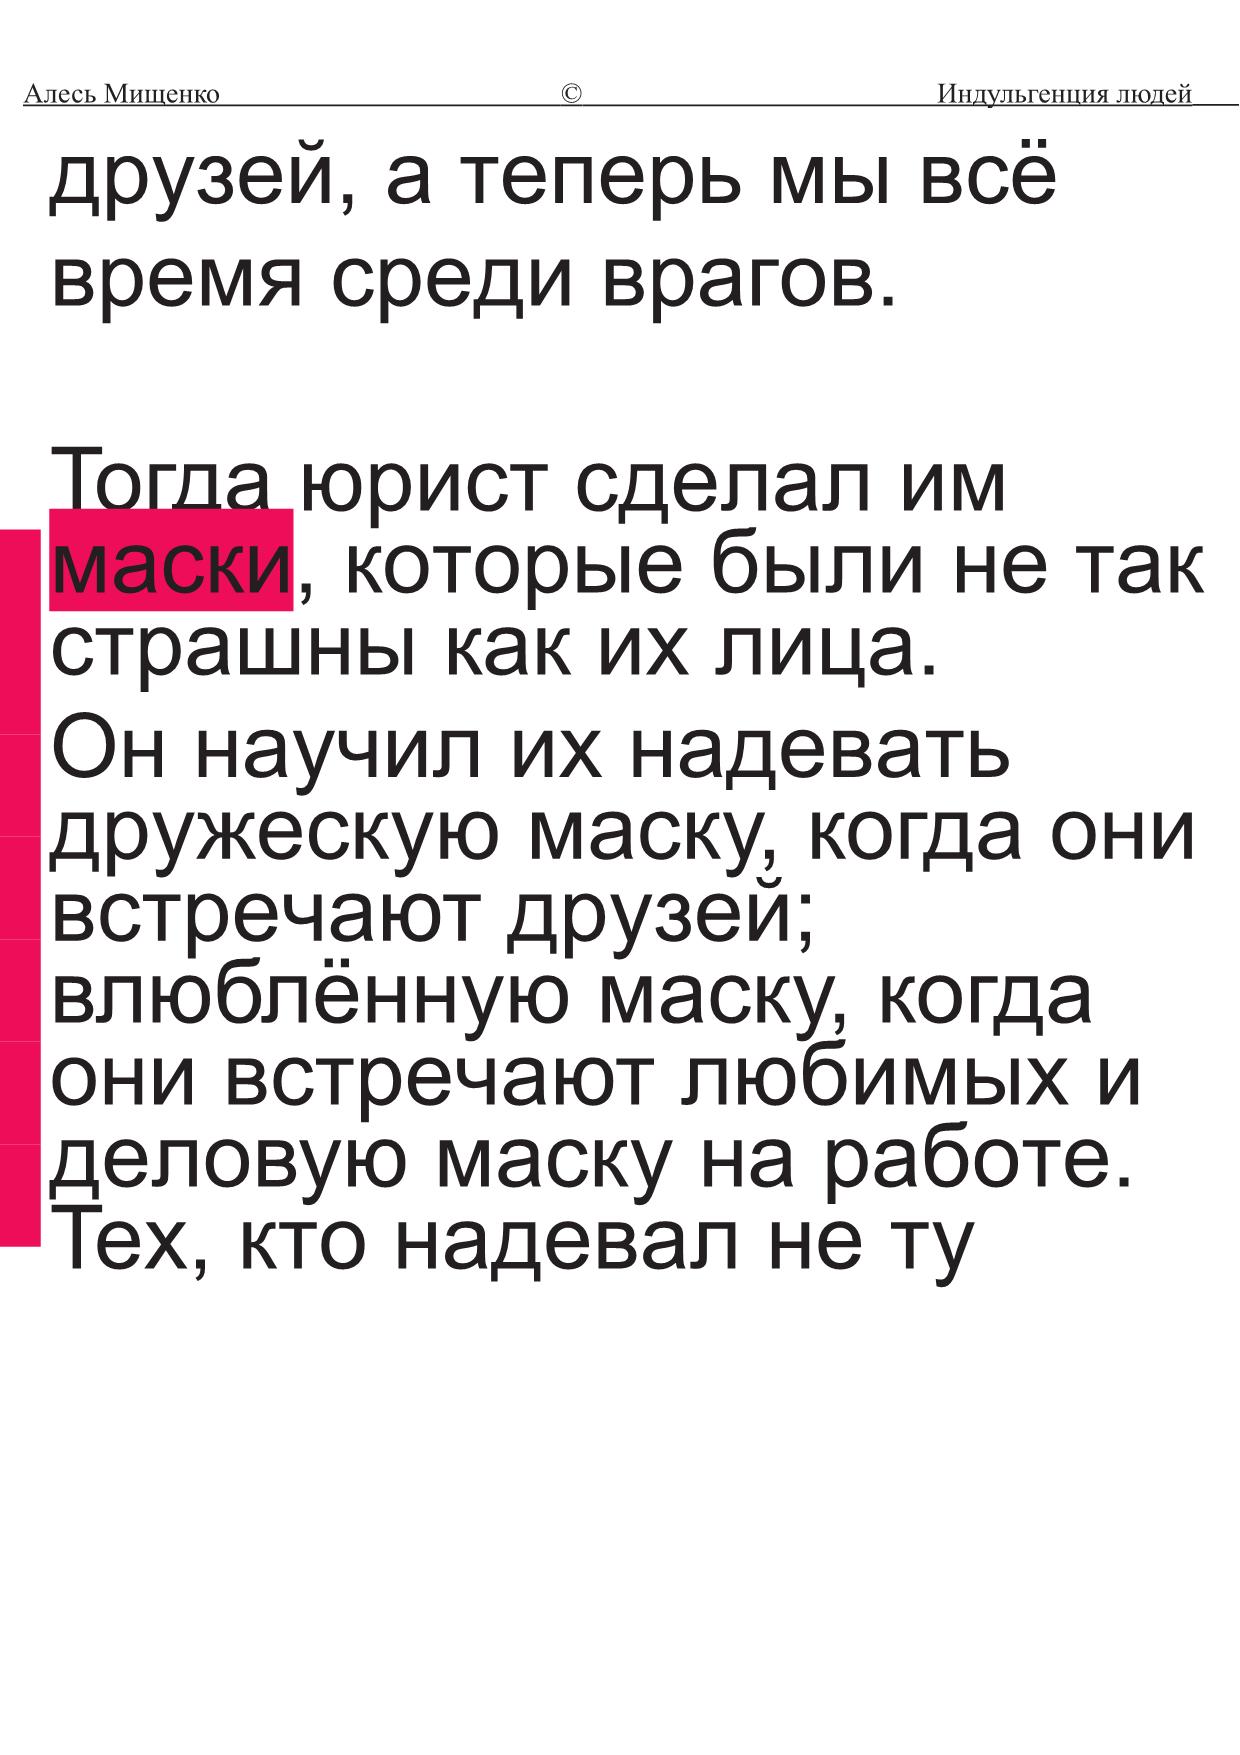 Алесь Мищенко © Индульгенция людей
друзей, а теперь мы всё
время среди врагов.
Тогда юрист сделал им
маски, которые были не так
страшны как их лица.
Он научил их надевать
дружескую маску, когда они
встречают друзей;
влюблённую маску, когда
они встречают любимых и
деловую маску на работе.
Тех, кто надевал не ту